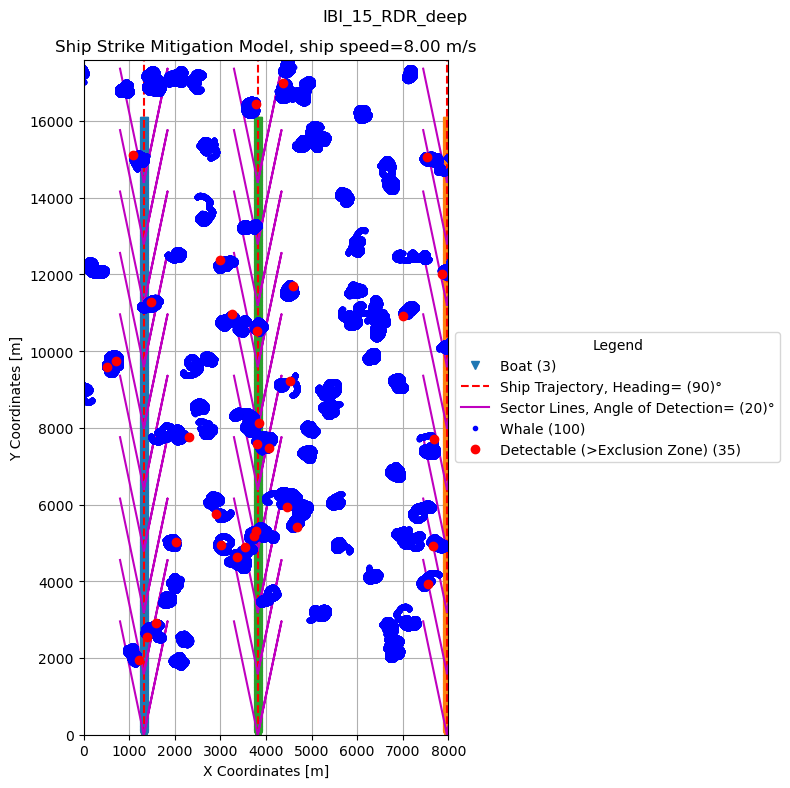 IBI_15_RDR_deep
Ship Strike Mitigation Model, ship speed=8.00 m/s
16000
14000
12000
10000
8000
6000
4000
2000
0
Y Coordinates [m]
0 1000 2000 3000 4000 5000 6000 7000 8000
X Coordinates [m]
Legend
Boat (3)
Ship Trajectory, Heading= (90)°
Sector Lines, Angle of Detection= (20)°
Whale (100)
Detectable (>Exclusion Zone) (35)